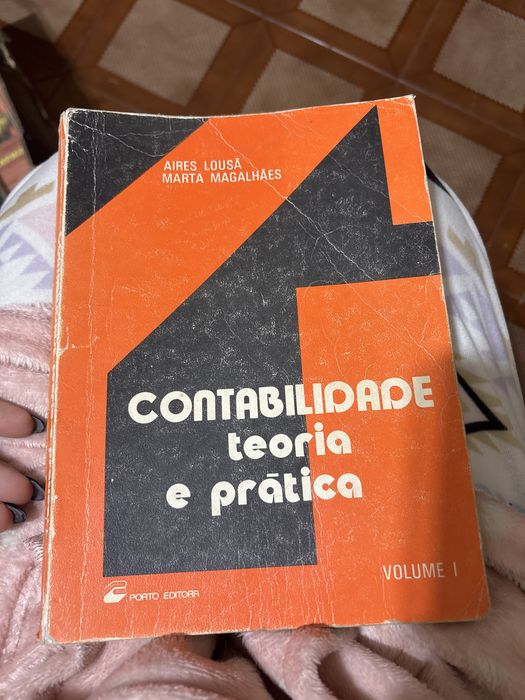 AIRES LOUSÃ
MARTA MAGALHÃES
CONTABILIDADE
teoria
e prática
VOLUME I
PORTO EDITORA